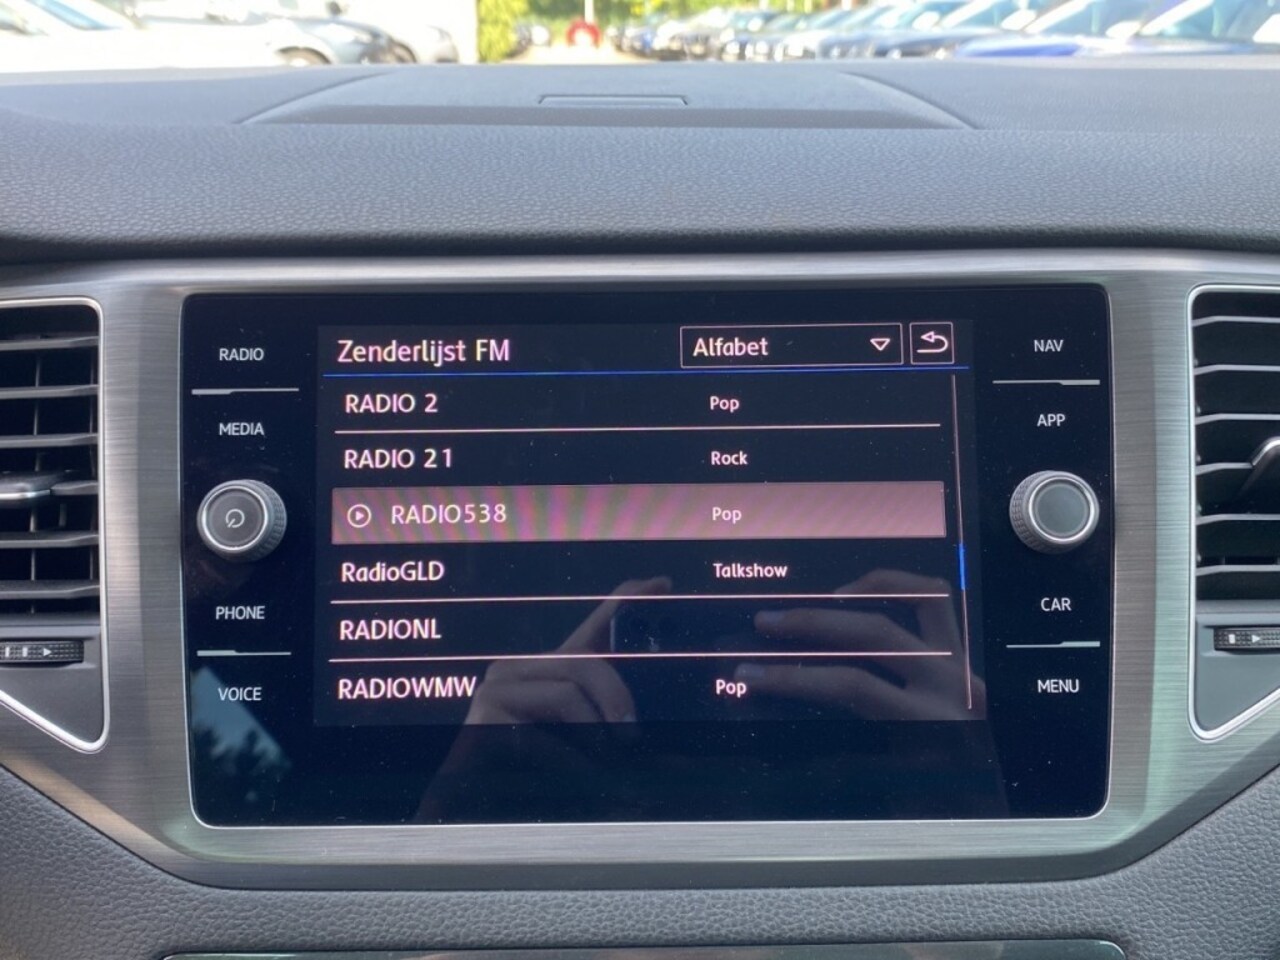 RADIO
MEDIA
PHONE
VOICE
Zenderlijst FM
Alfabet
RADIO 2 Pop
RADIO 21 Rock
RADIO538 Pop
RadioGLD Talkshow
RADIONL
RADIOWMW Pop
NAV
APP
CAR
MENU